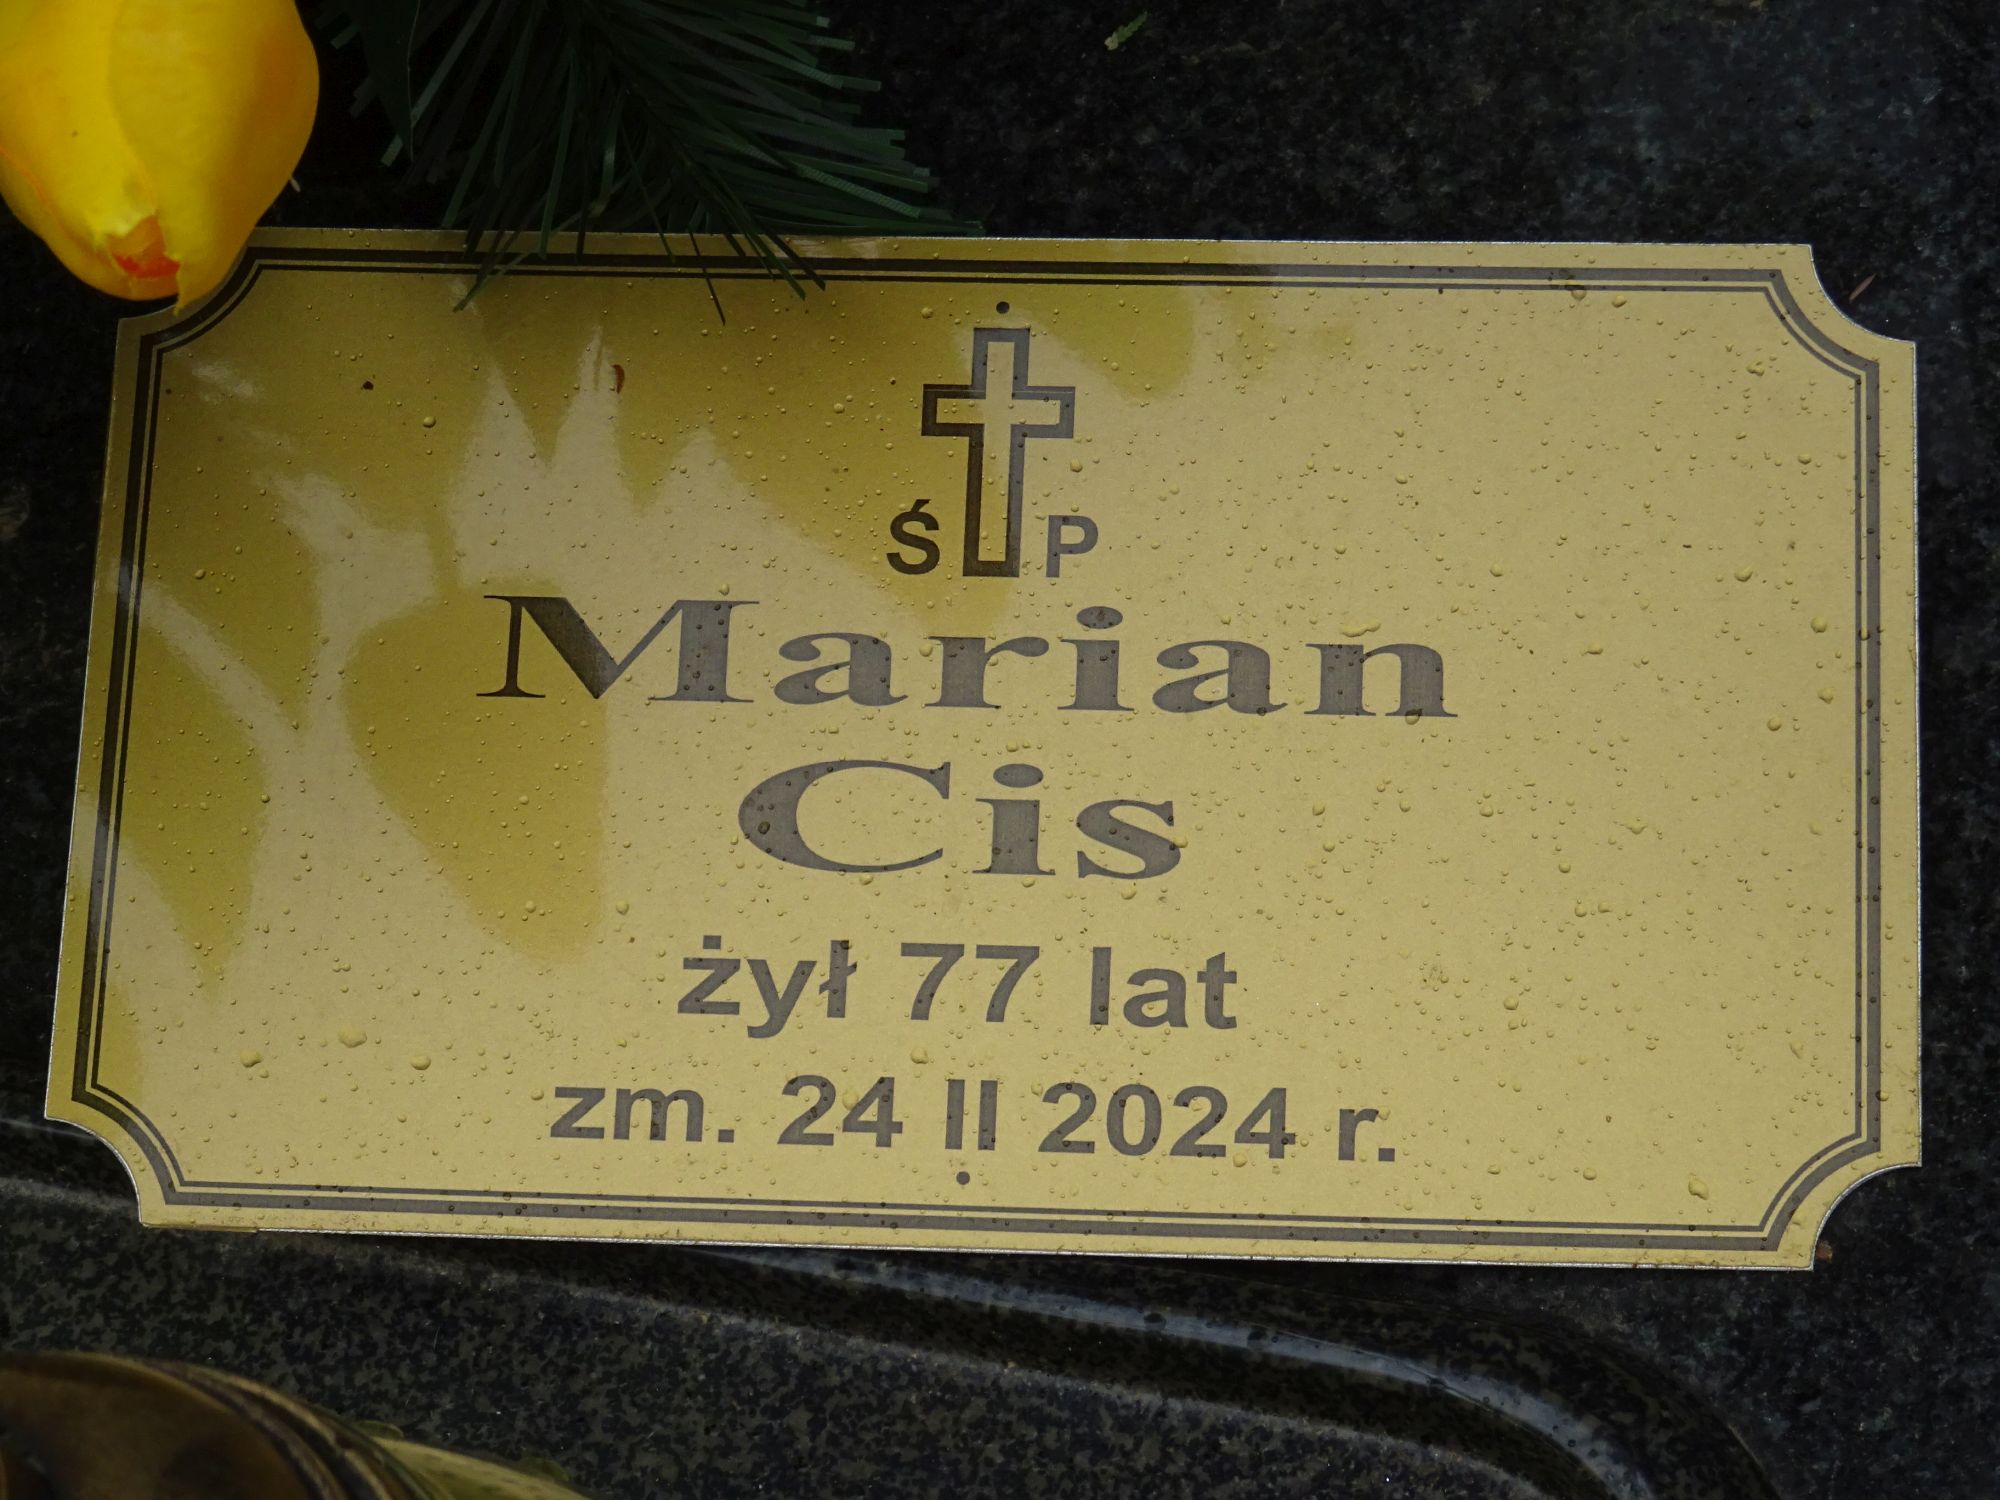 Ś P
Marian
Cis
żył 77 lat
zm. 24 II 2024 r.